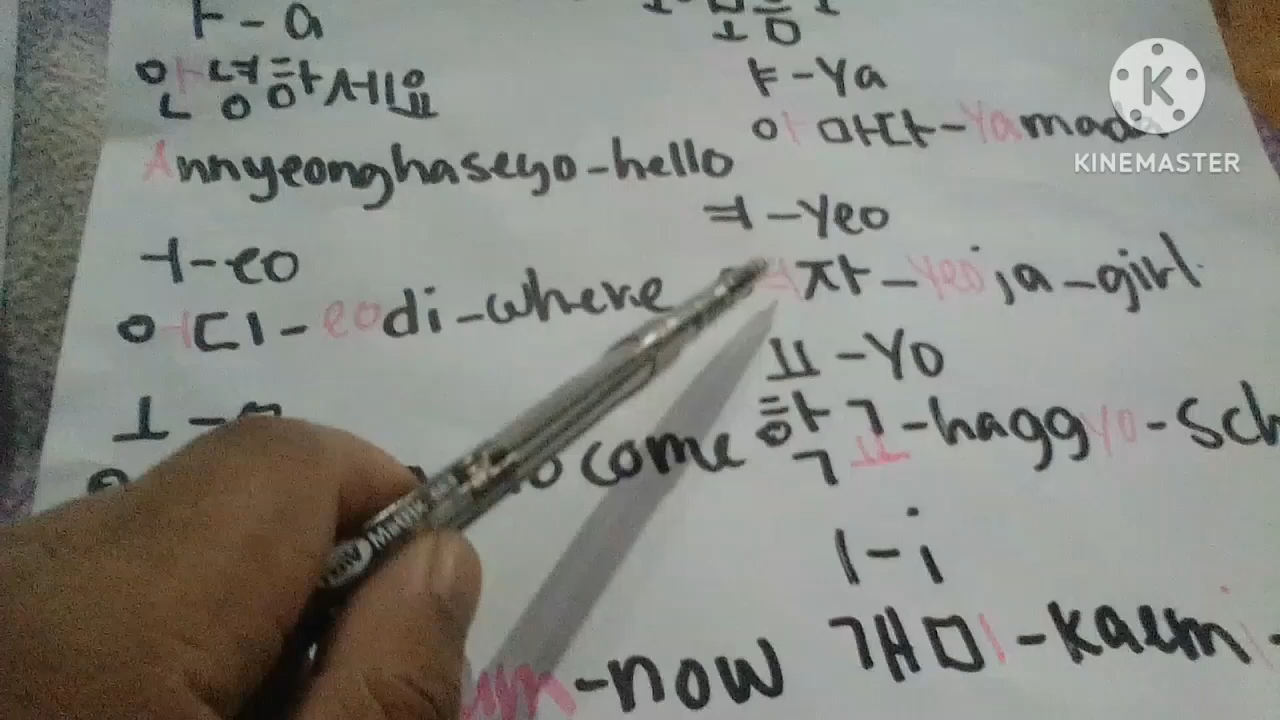 ㅏ-a
안녕하세요
Annyeonghaseyo-hello
ㅓ-eo
어디-eodi-where
ㅗ-
come
-now
ㅑ-Ya
야마다-Yamada
ㅕ-Yeo
자-Yeoja-girl
ㅛ-YO
학교-haggyo-Sch
ㅣ-i
개미-kaem
K
KINEMASTER